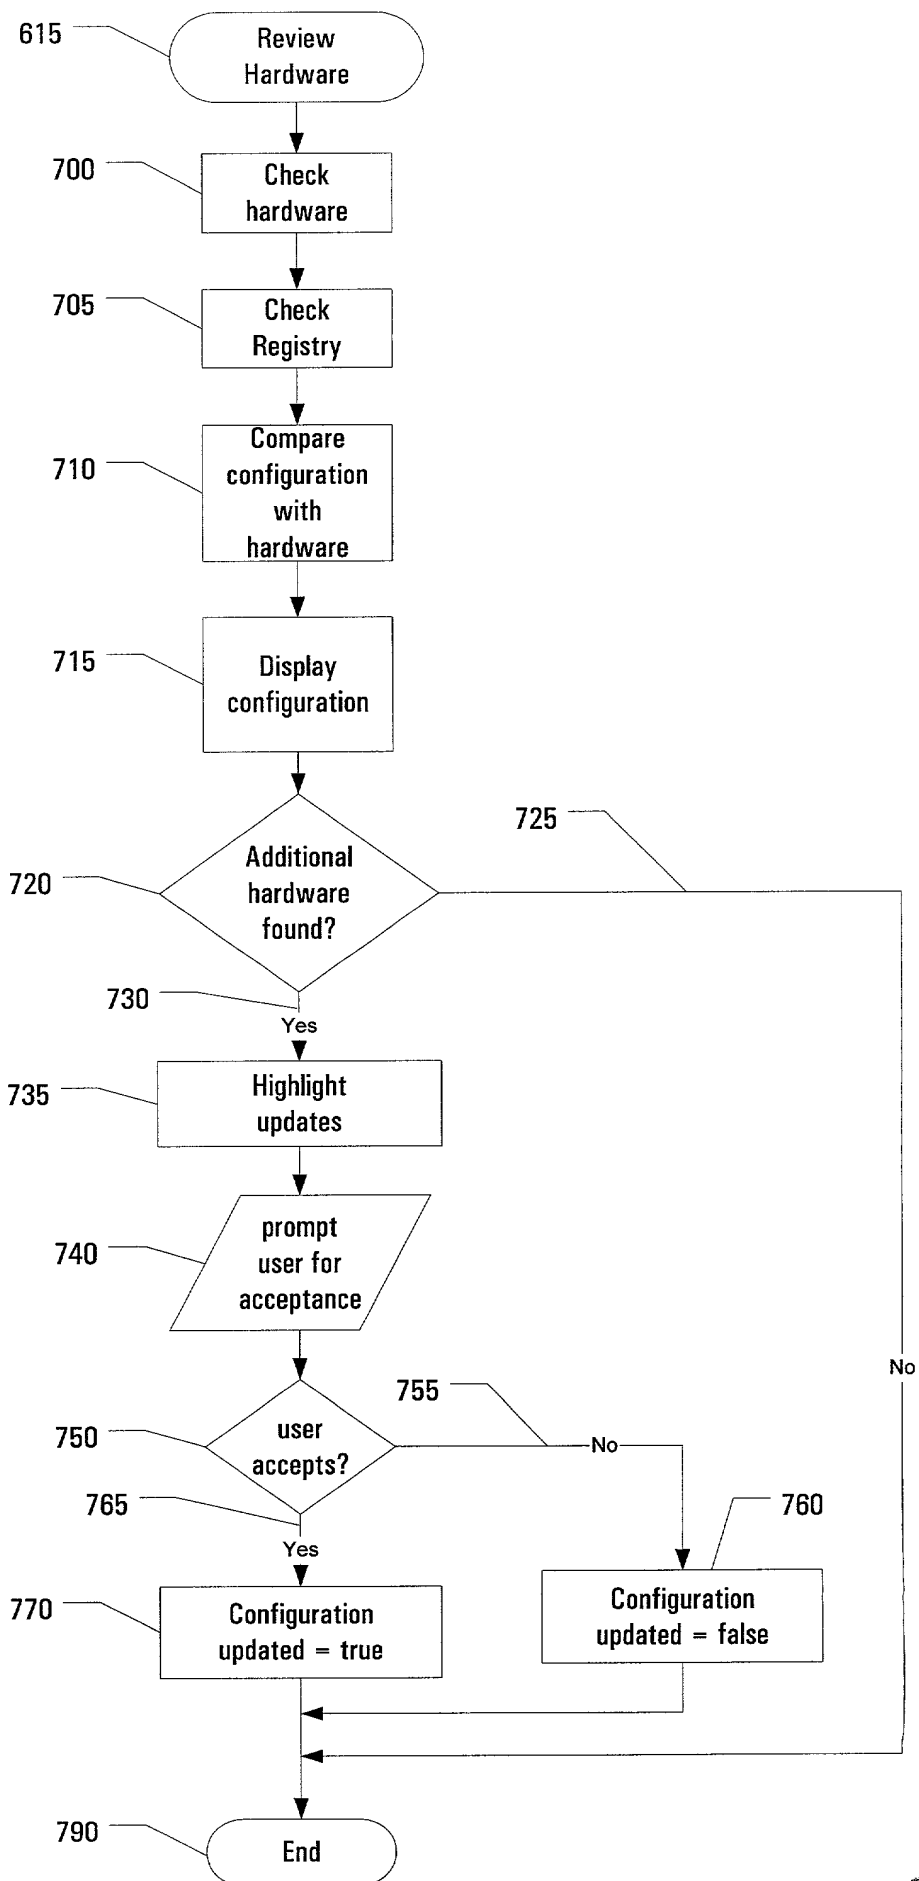 615
Review
Hardware
700
Check
hardware
705
Check
Registry
710
Compare
configuration
with
hardware
715
Display
configuration
725
720
Additional
hardware
found?
730
Yes
735
Highlight
updates
740
prompt
user for
acceptance
No
755
750
user
accepts?
No
765
Yes
760
770
Configuration
updated = true
Configuration
updated = false
790
End